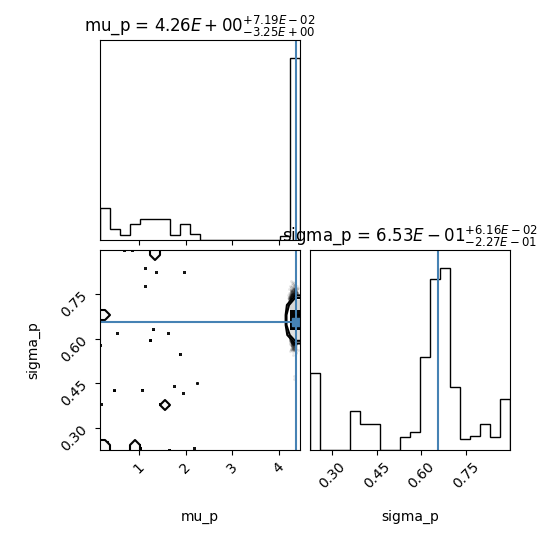 mu_p = 4.26E + 00 +7.19E − 02 −3.25E + 00
sigma_p = 6.53E − 01 +6.16E − 02 −2.27E − 01
sigma_p
0.75
0.60
0.45
0.30
1 2 3 4
mu_p
0.30 0.45 0.60 0.75
sigma_p